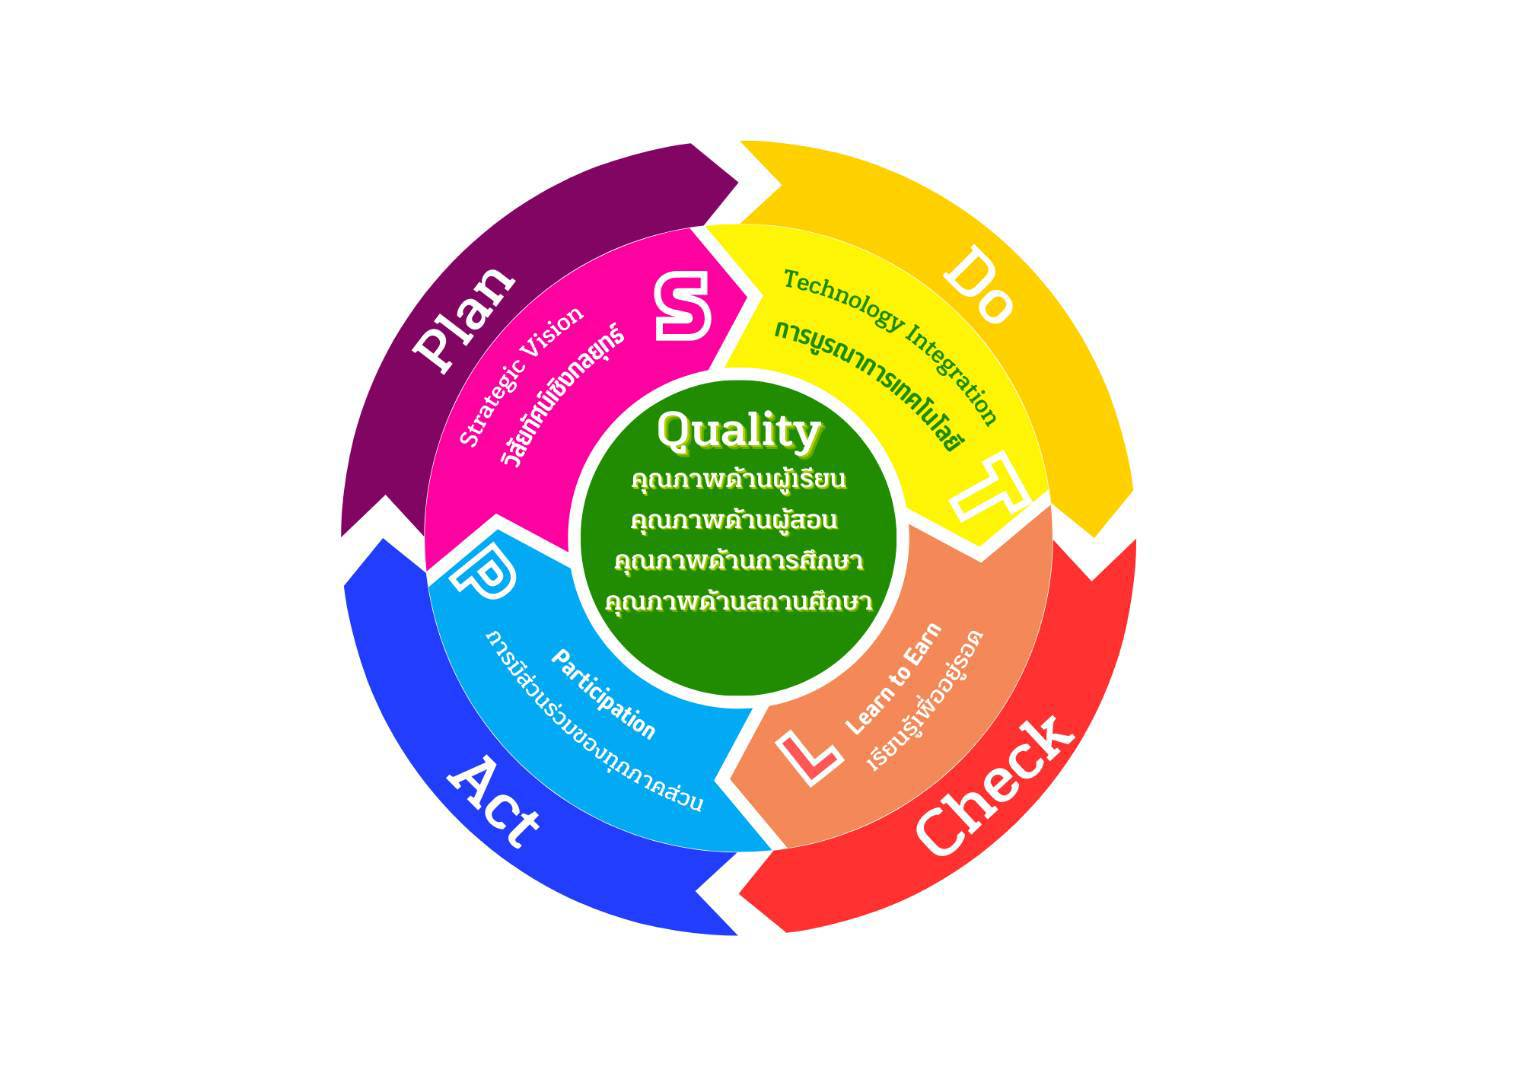 Plan
Do
Check
Act
S
Strategic Vision
วิสัยทัศน์เชิงกลยุทธ์
Technology Integration
การบูรณาการเทคโนโลยี
T
L
Learn to Earn
เรียนรู้เพื่ออยู่รอด
P
Participation
การมีส่วนร่วมของทุกภาคส่วน
Quality
คุณภาพด้านผู้เรียน
คุณภาพด้านผู้สอน
คุณภาพด้านการศึกษา
คุณภาพด้านสถานศึกษา